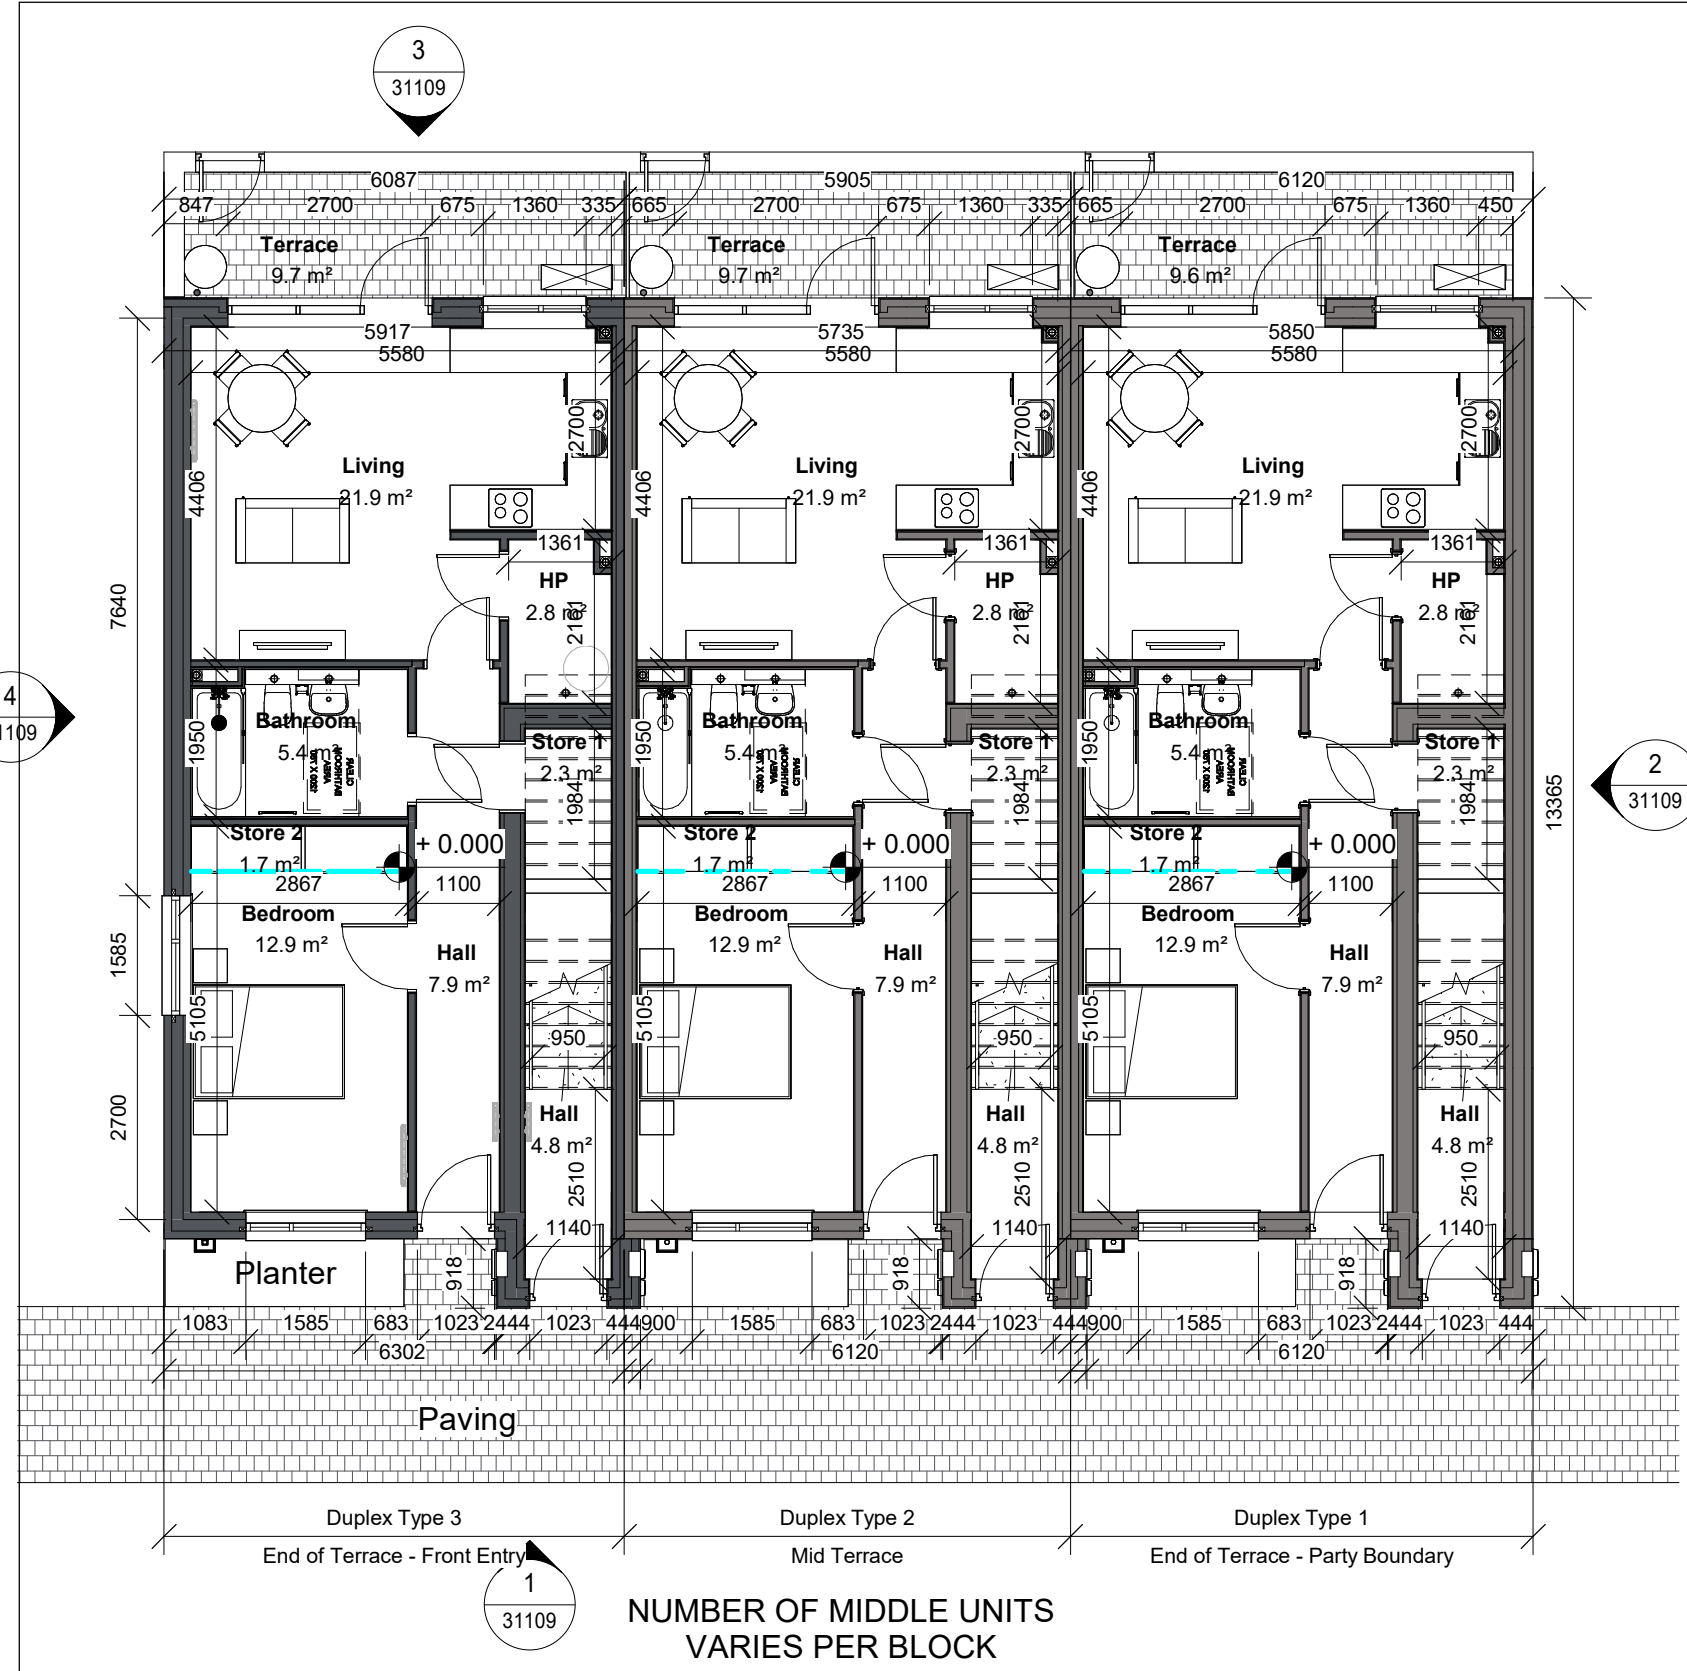 3
31109
6087 5905 6120
847 2700 675 1360 335 665 2700 675 1360 335 665 2700 675 1360 450
Terrace Terrace Terrace
9.7 m² 9.7 m² 9.6 m²
5917 5735 5850
5580 5580 5580
2700 2700 2700
Living Living Living
21.9 m² 21.9 m² 21.9 m²
4406 4406 4406
1361 1361 1361
HP HP HP
2.8 m² 2.8 m² 2.8 m²
7640 2161 2161 2161
4
1109
Bathroom Bathroom Bathroom
5.4 m² 5.4 m² 5.4 m²
1950 1950 1950
CLEAR
BATHROOM
AREA
CLEAR
BATHROOM
AREA
CLEAR
BATHROOM
AREA
Store 1 Store 1 Store 1
2.3 m² 2.3 m² 2.3 m²
1984 1984 1984
2
31109
13365
Store 2 Store 2 Store 2
1.7 m² 1.7 m² 1.7 m²
+ 0.000 + 0.000 + 0.000
2867 1100 2867 1100 2867 1100
Bedroom Bedroom Bedroom
12.9 m² 12.9 m² 12.9 m²
1585
Hall Hall Hall
7.9 m² 7.9 m² 7.9 m²
5105 5105 5105
950 950 950
2700
Hall Hall Hall
4.8 m² 4.8 m² 4.8 m²
2510 2510 2510
1140 1140 1140
Planter
918 918 918
1083 1585 683 1023 2444 1023 444 900 1585 683 1023 2444 1023 444 900 1585 683 1023 2444 1023 444
6302 6120 6120
Paving
Duplex Type 3 Duplex Type 2 Duplex Type 1
End of Terrace - Front Entry Mid Terrace End of Terrace - Party Boundary
1
31109
NUMBER OF MIDDLE UNITS
VARIES PER BLOCK